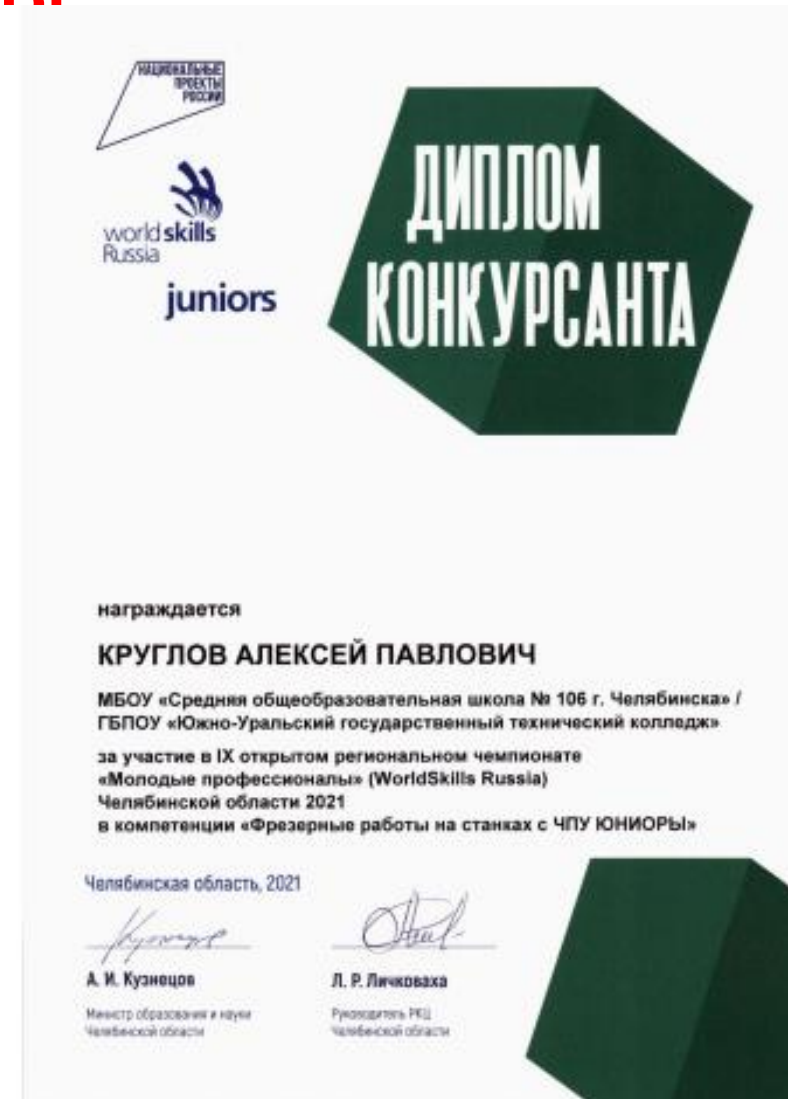 НАЦИОНАЛЬНЫЕ
ПРОЕКТЫ
РОССИИ
worldskills
Russia
juniors
ДИПЛОМ
КОНКУРСАНТА
награждается
КРУГЛОВ АЛЕКСЕЙ ПАВЛОВИЧ
МБОУ «Средняя общеобразовательная школа № 106 г. Челябинска» /
ГБПОУ «Южно-Уральский государственный технический колледж»
за участие в IX открытом региональном чемпионате
«Молодые профессионалы» (WorldSkills Russia)
Челябинской области 2021
в компетенции «Фрезерные работы на станках с ЧПУ ЮНИОРЫ»
Челябинская область, 2021
А. И. Кузнецов
Л. Р. Личковаха
Министр образования и науки
Челябинской области
Руководитель РКЦ
Челябинской области